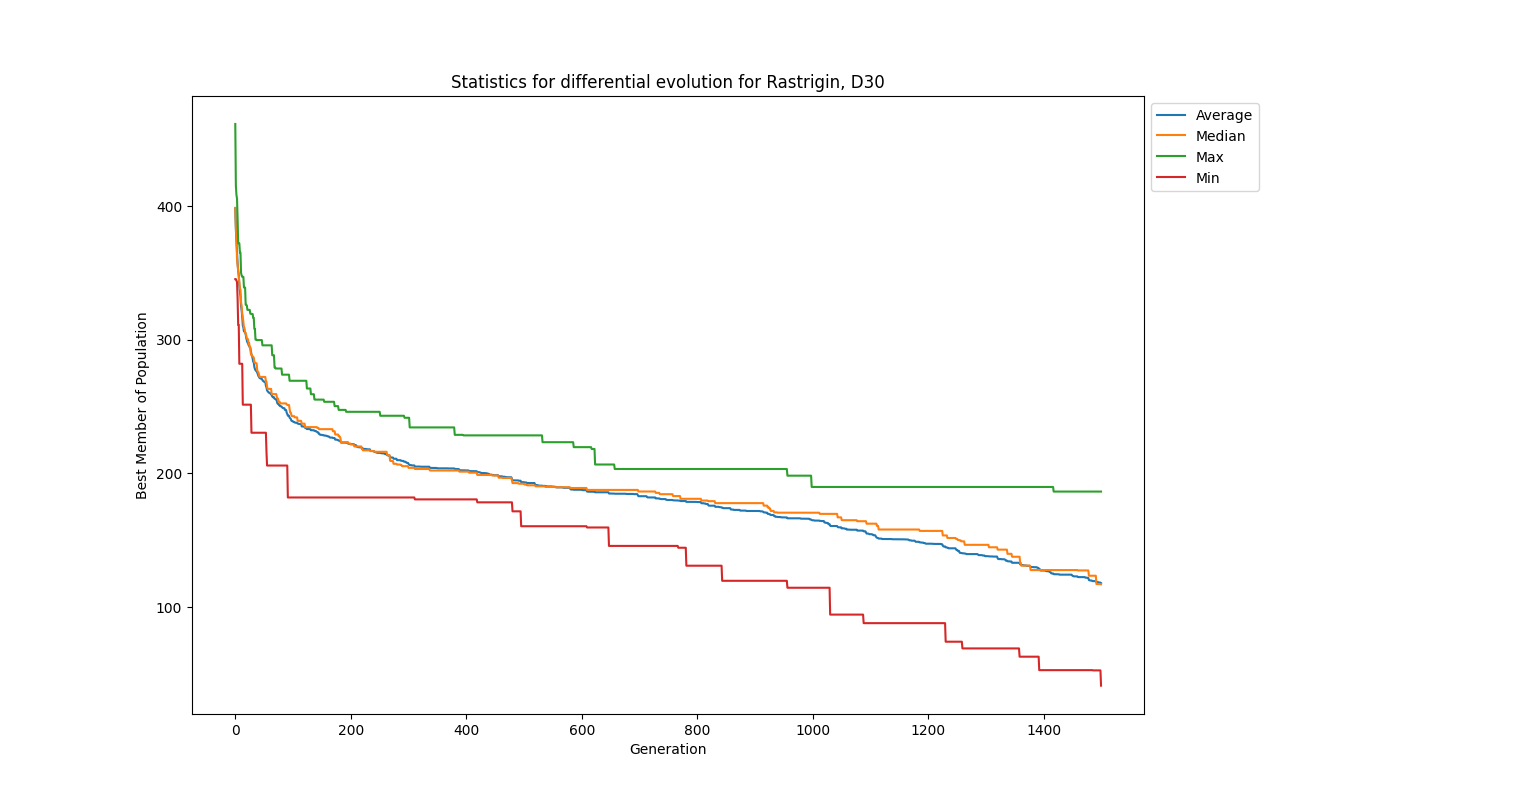 Statistics for differential evolution for Rastrigin, D30
Average
Median
Max
Min
Best Member of Population
400
300
200
100
0 200 400 600 800 1000 1200 1400
Generation